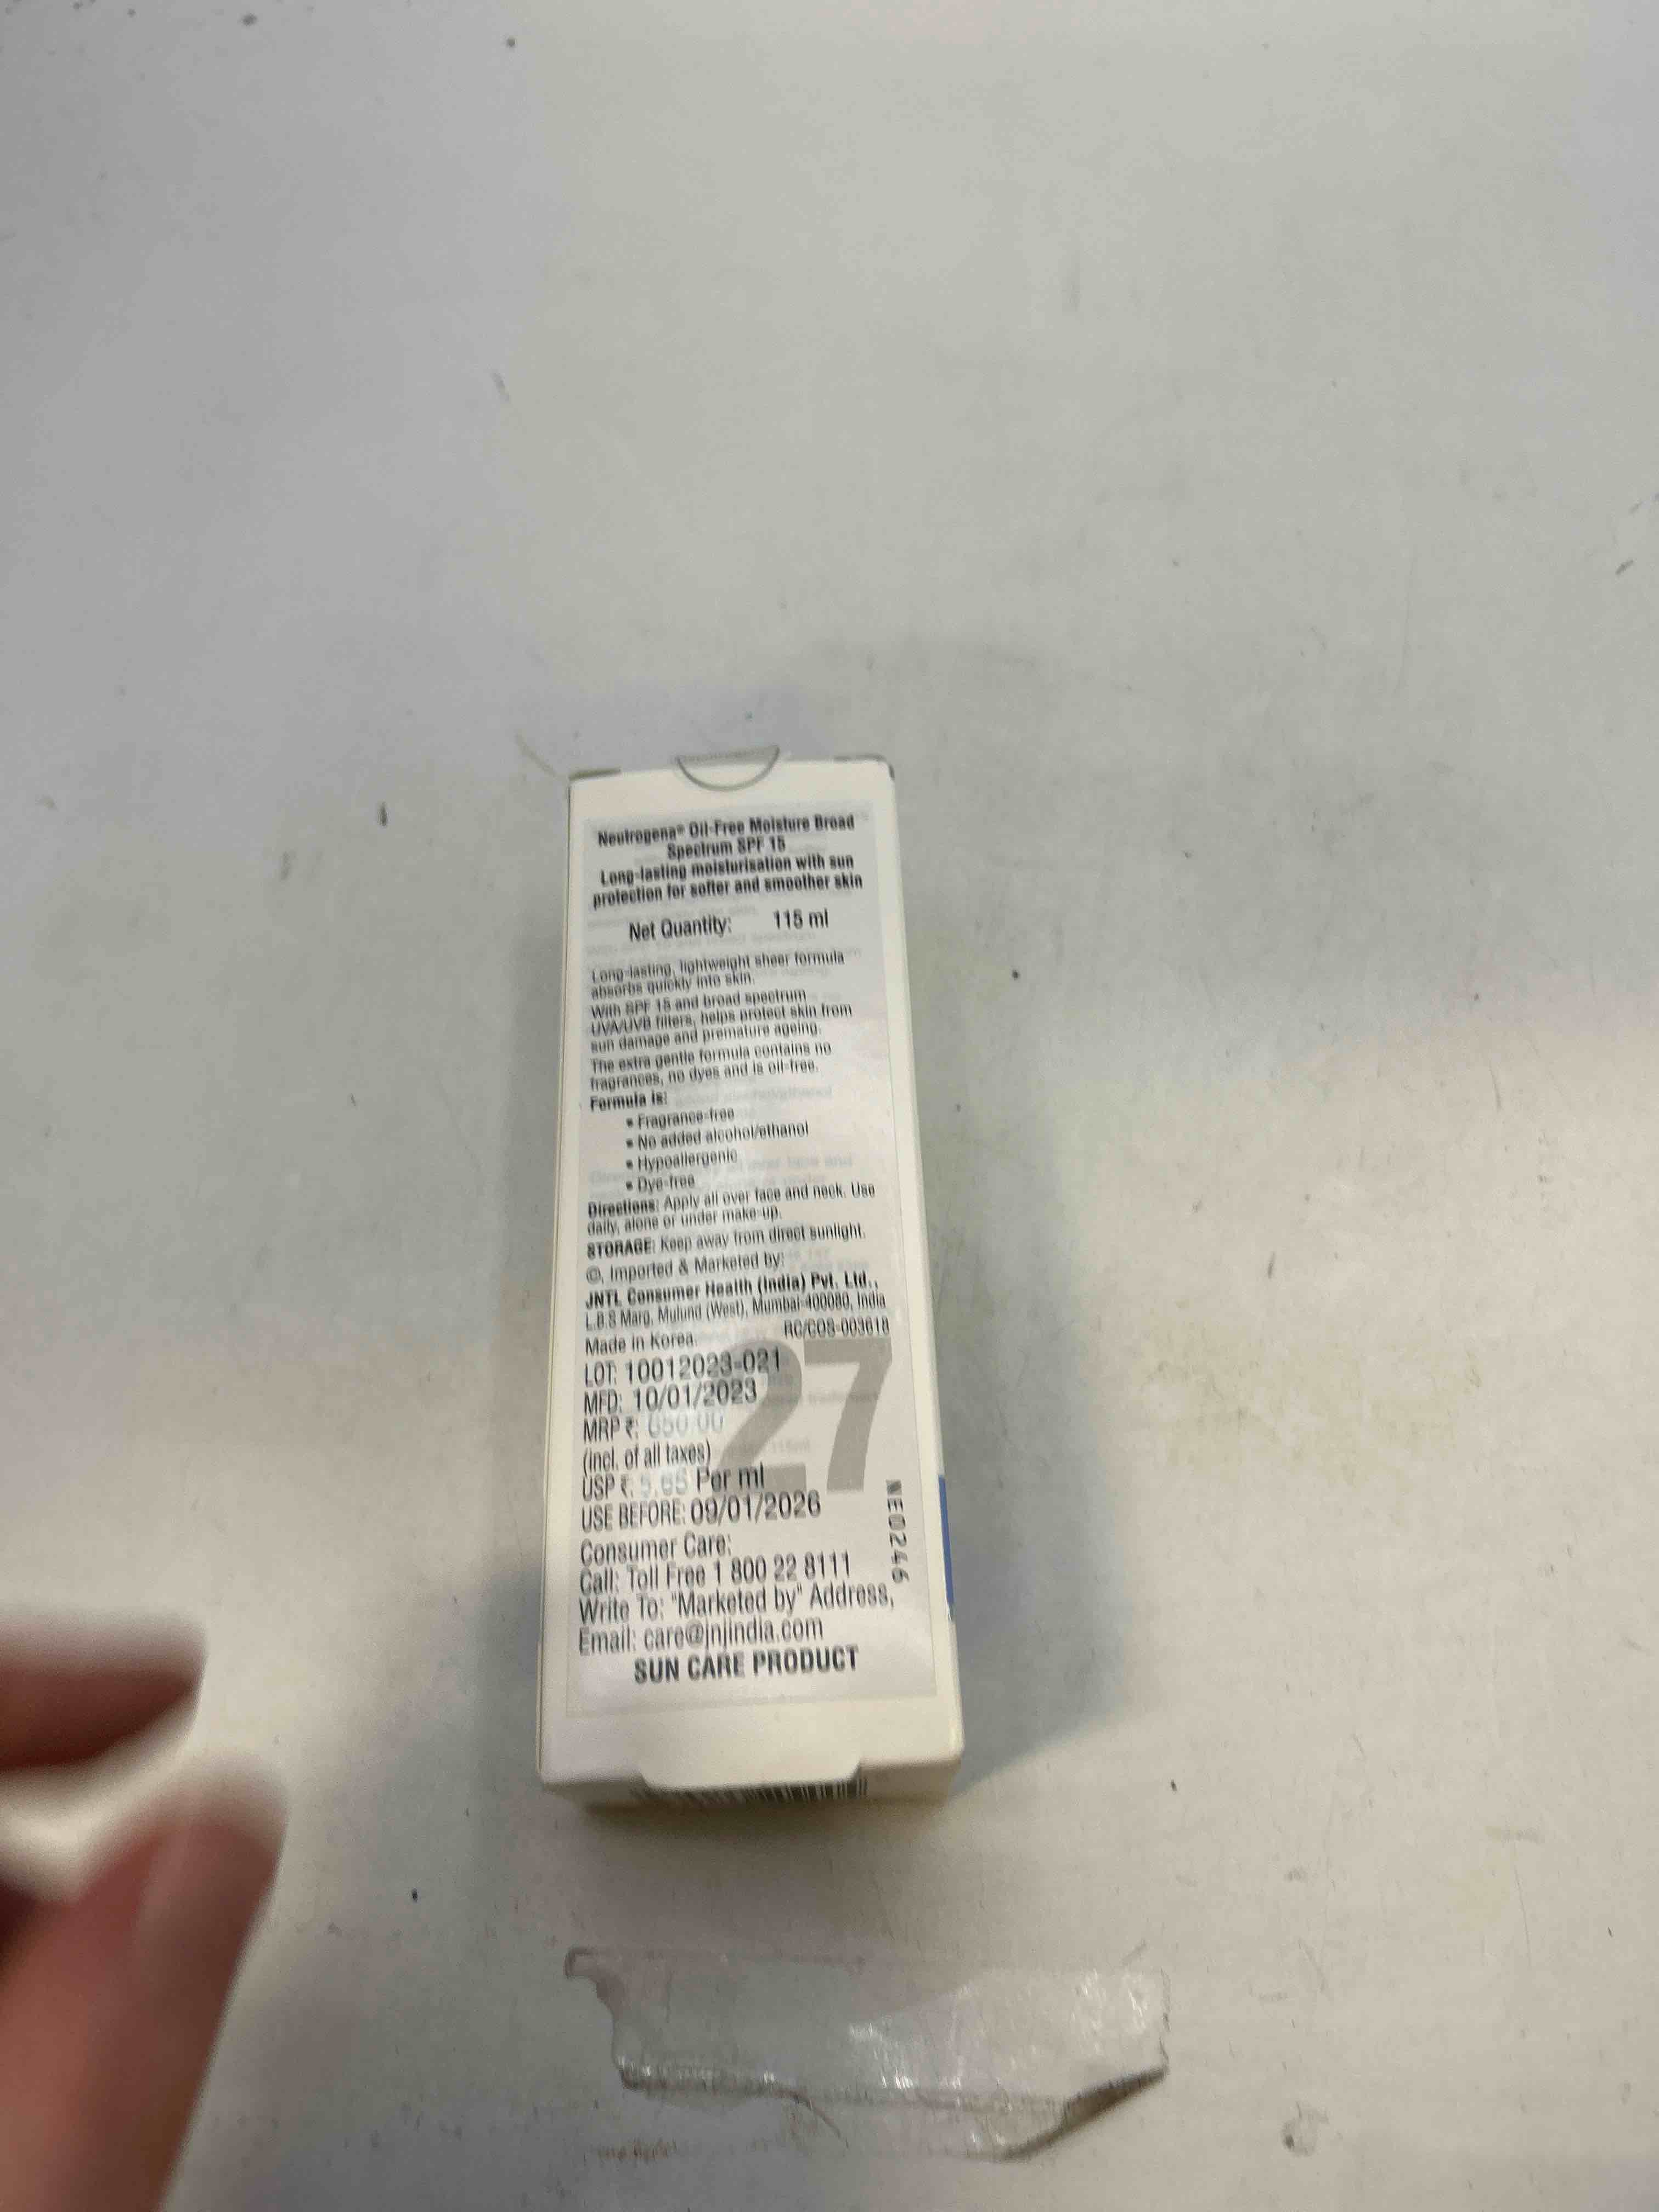 Neutrogena® Oil-Free Moisture Broad
Spectrum SPF 15
Long-lasting moisturisation with sun
protection for softer and smoother skin
Net Quantity: 115 ml
Long-lasting, lightweight sheer formula
absorbs quickly into skin.
With SPF 15 and broad spectrum
UVA/UVB filters, helps protect skin from
sun damage and premature ageing.
The extra gentle formula contains no
fragrances, no dyes and is oil-free.
Formula is:
• Fragrance-free
• No added alcohol/ethanol
• Hypoallergenic
• Dye-free
Directions: Apply all over face and neck. Use
daily, alone or under make-up.
STORAGE: Keep away from direct sunlight.
©, Imported & Marketed by:
JNTL Consumer Health (India) Pvt. Ltd.,
L.B.S Marg, Mulund (West), Mumbai-400080, India
Made in Korea. RC/COS-003618
27
LOT: 10012023-021
MFD: 10/01/2023
MRP ₹: 650.00
(incl. of all taxes)
USP ₹: 5.65 Per ml
USE BEFORE: 09/01/2026
NE0246
Consumer Care:
Call: Toll Free 1 800 22 8111
Write To: "Marketed by" Address,
Email: care@jnjindia.com
SUN CARE PRODUCT